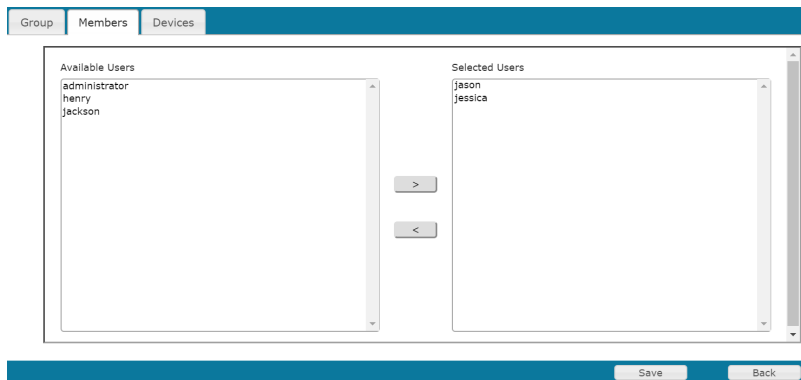 Group Members Devices
Available Users
administrator
henry
jackson
>
<
Selected Users
jason
jessica
Save Back